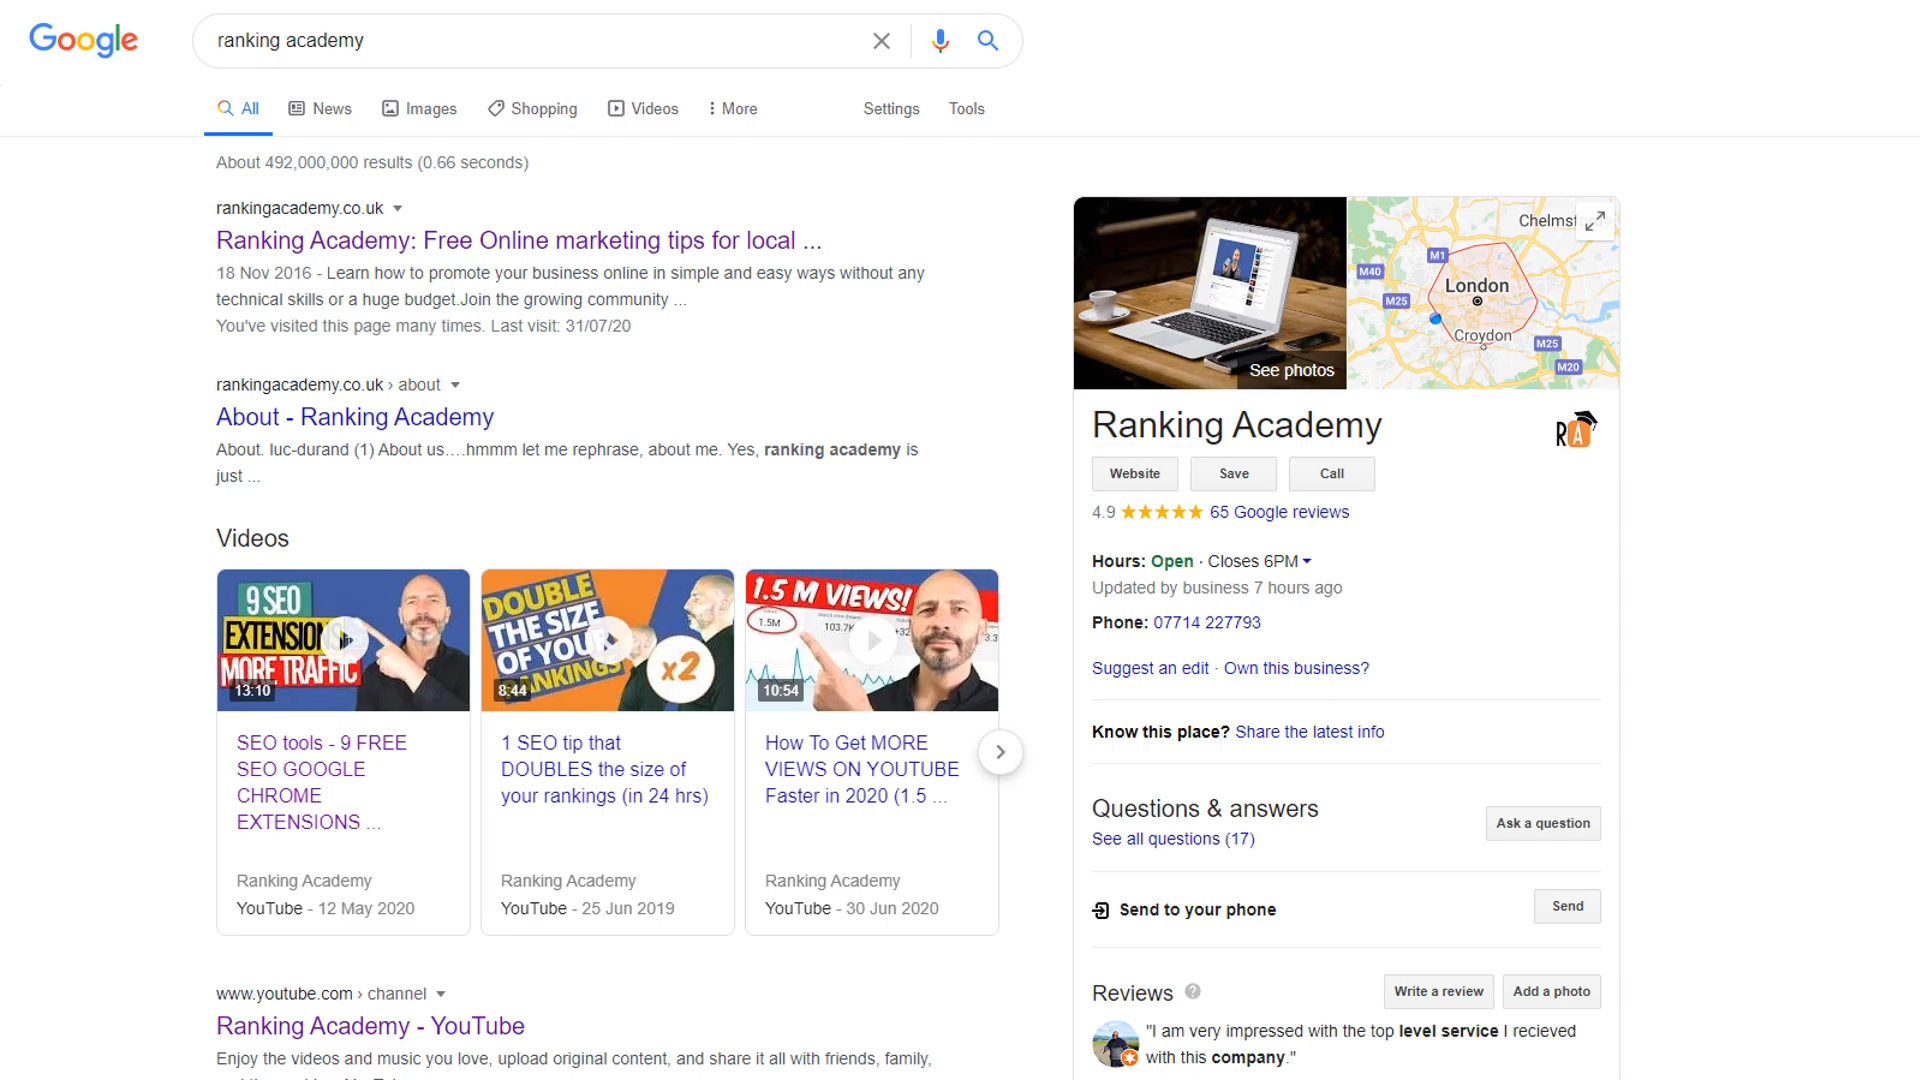 Google
ranking academy
All
News
Images
Shopping
Videos
More
Settings
Tools
About 492,000,000 results (0.66 seconds)
rankingacademy.co.uk
Ranking Academy: Free Online marketing tips for local ...
18 Nov 2016 - Learn how to promote your business online in simple and easy ways without any
technical skills or a huge budget.Join the growing community ...
You've visited this page many times. Last visit: 31/07/20
rankingacademy.co.uk › about
About - Ranking Academy
About. luc-durand (1) About us….hmmm let me rephrase, about me. Yes, ranking academy is
just ...
Videos
9 SEO
EXTENSION
MORE TRAFFIC
13:10
SEO tools - 9 FREE
SEO GOOGLE
CHROME
EXTENSIONS ...
Ranking Academy
YouTube - 12 May 2020
DOUBLE
THE SIZE
OF YOUR
RANKINGS
x2
8:44
1 SEO tip that
DOUBLES the size of
your rankings (in 24 hrs)
Ranking Academy
YouTube - 25 Jun 2019
1.5 M VIEWS!
1.5M
103.7K
+32
3.3
10:54
How To Get MORE
VIEWS ON YOUTUBE
Faster in 2020 (1.5 ...
Ranking Academy
YouTube - 30 Jun 2020
www.youtube.com › channel
Ranking Academy - YouTube
Enjoy the videos and music you love, upload original content, and share it all with friends, family,
See photos
Chelmsf
M1
M40
London
M25
Croydon
M25
M20
Ranking Academy
RA
Website
Save
Call
4.9 ★★★★★ 65 Google reviews
Hours: Open · Closes 6PM
Updated by business 7 hours ago
Phone: 07714 227793
Suggest an edit · Own this business?
Know this place? Share the latest info
Questions & answers
See all questions (17)
Ask a question
Send to your phone
Send
Reviews
Write a review
Add a photo
"I am very impressed with the top level service I recieved
with this company."